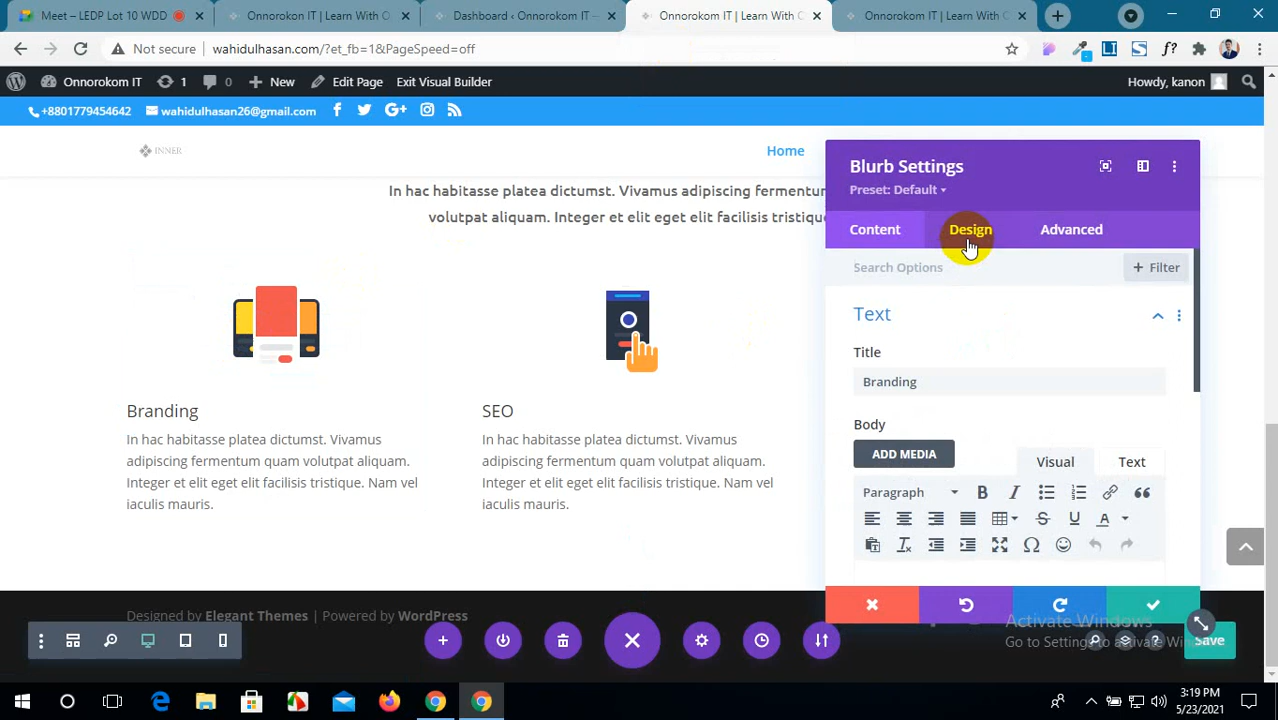 Meet – LEDP Lot 10 WDD
Onnorokom IT | Learn With O
Dashboard ‹ Onnorokom IT —
Onnorokom IT | Learn With O
Onnorokom IT | Learn With O
Not secure
wahidulhasan.com/?et_fb=1&PageSpeed=off
Onnorokom IT
1
0
New
Edit Page
Exit Visual Builder
Howdy, kanon
+8801779454642
wahidulhasan26@gmail.com
INNER
Home
In hac habitasse platea dictumst. Vivamus adipiscing fermentu
volutpat aliquam. Integer et elit eget elit facilisis tristique
Blurb Settings
Preset: Default
Content
Design
Advanced
Search Options
+ Filter
Text
Title
Branding
Body
ADD MEDIA
Visual
Text
Paragraph
Branding
In hac habitasse platea dictumst. Vivamus
adipiscing fermentum quam volutpat aliquam.
Integer et elit eget elit facilisis tristique. Nunc vel
iaculis mauris.
SEO
In hac habitasse platea dictumst. Vivamus
adipiscing fermentum quam volutpat aliquam.
Integer et elit eget elit facilisis tristique. Nunc vel
iaculis mauris.
Designed by Elegant Themes | Powered by WordPress
Activate Windows
Go to Settings to activate Windows.
Save
3:19 PM
5/23/2021